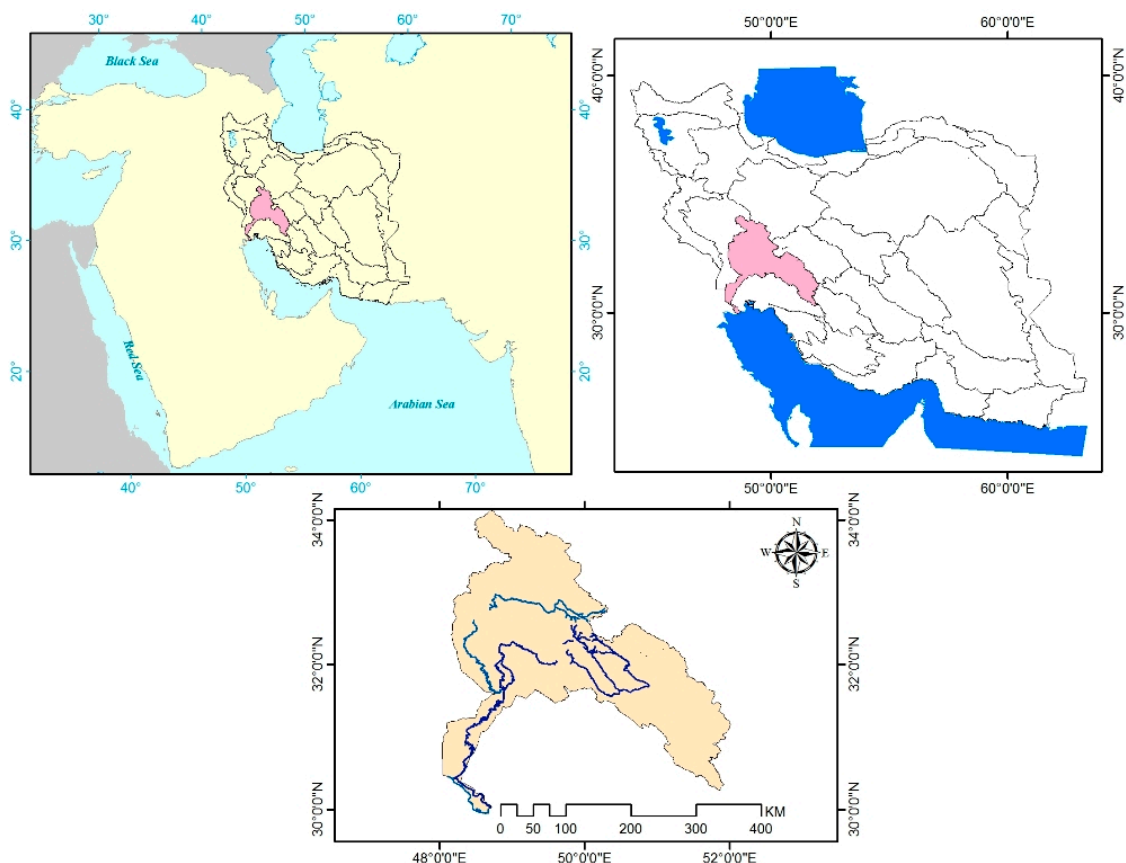 30° 40° 50° 60° 70°
Black Sea
40° 40°
30° 30°
20° 20°
Red Sea
Arabian Sea
40° 50° 60° 70°
50°0'0"E 60°0'0"E
40°0'0"N 40°0'0"N
30°0'0"N 30°0'0"N
50°0'0"E 60°0'0"E
34°0'0"N 34°0'0"N
N
W E
S
32°0'0"N 32°0'0"N
30°0'0"N 30°0'0"N
KM
0 50 100 200 300 400
48°0'0"E 50°0'0"E 52°0'0"E